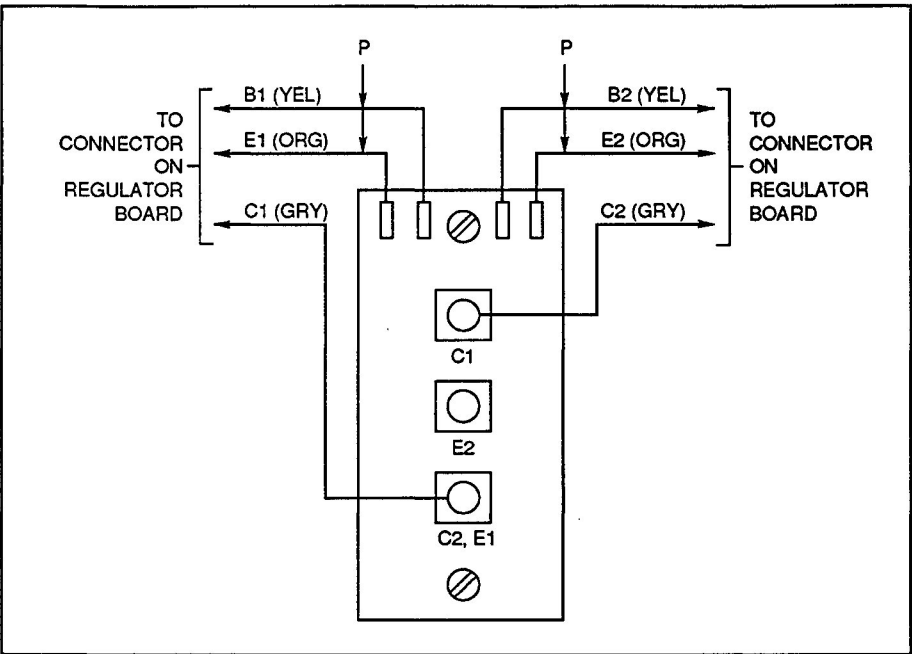 P
P
B1 (YEL)
B2 (YEL)
TO
CONNECTOR
ON
REGULATOR
BOARD
E1 (ORG)
E2 (ORG)
TO
CONNECTOR
ON
REGULATOR
BOARD
C1 (GRY)
C2 (GRY)
C1
E2
C2, E1